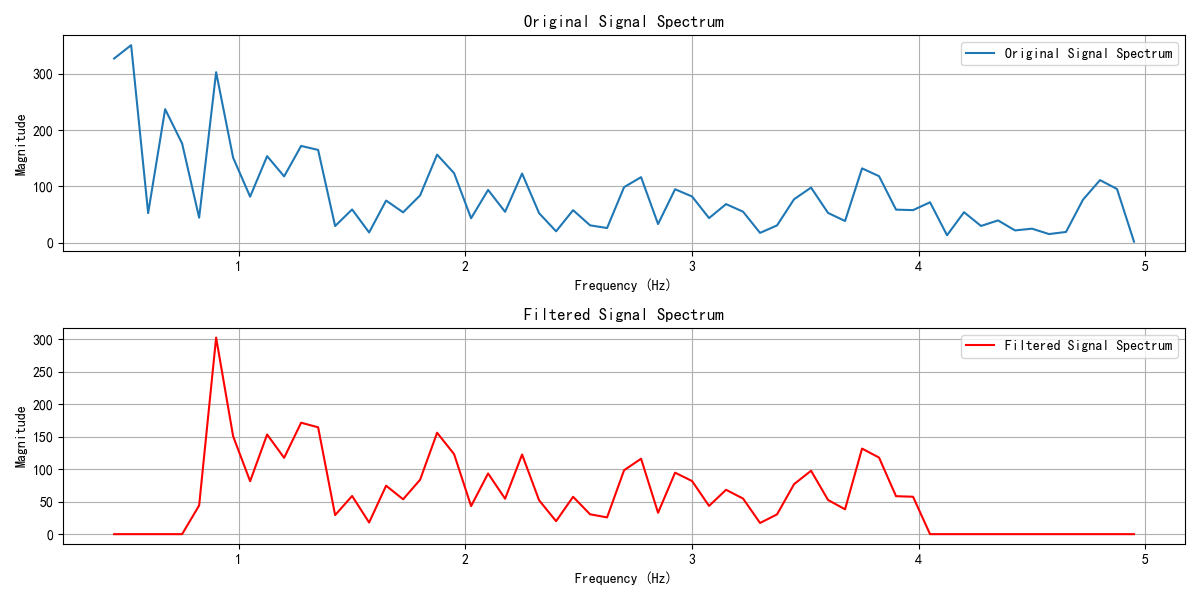 Original Signal Spectrum
Original Signal Spectrum
Magnitude
300
200
100
0
1 2 3 4 5
Frequency (Hz)
Filtered Signal Spectrum
Filtered Signal Spectrum
Magnitude
300
250
200
150
100
50
0
1 2 3 4 5
Frequency (Hz)